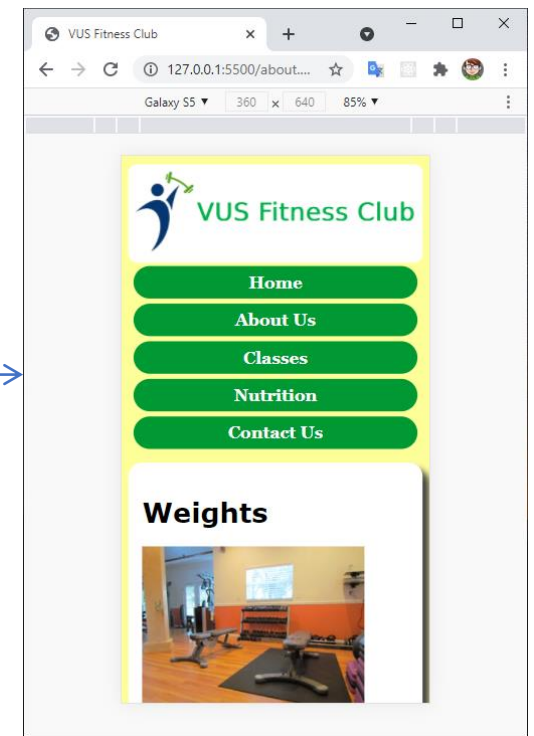 VUS Fitness Club
127.0.0.1:5500/about....
Galaxy S5 ▼ 360 x 640 85% ▼
VUS Fitness Club
Home
About Us
Classes
Nutrition
Contact Us
Weights